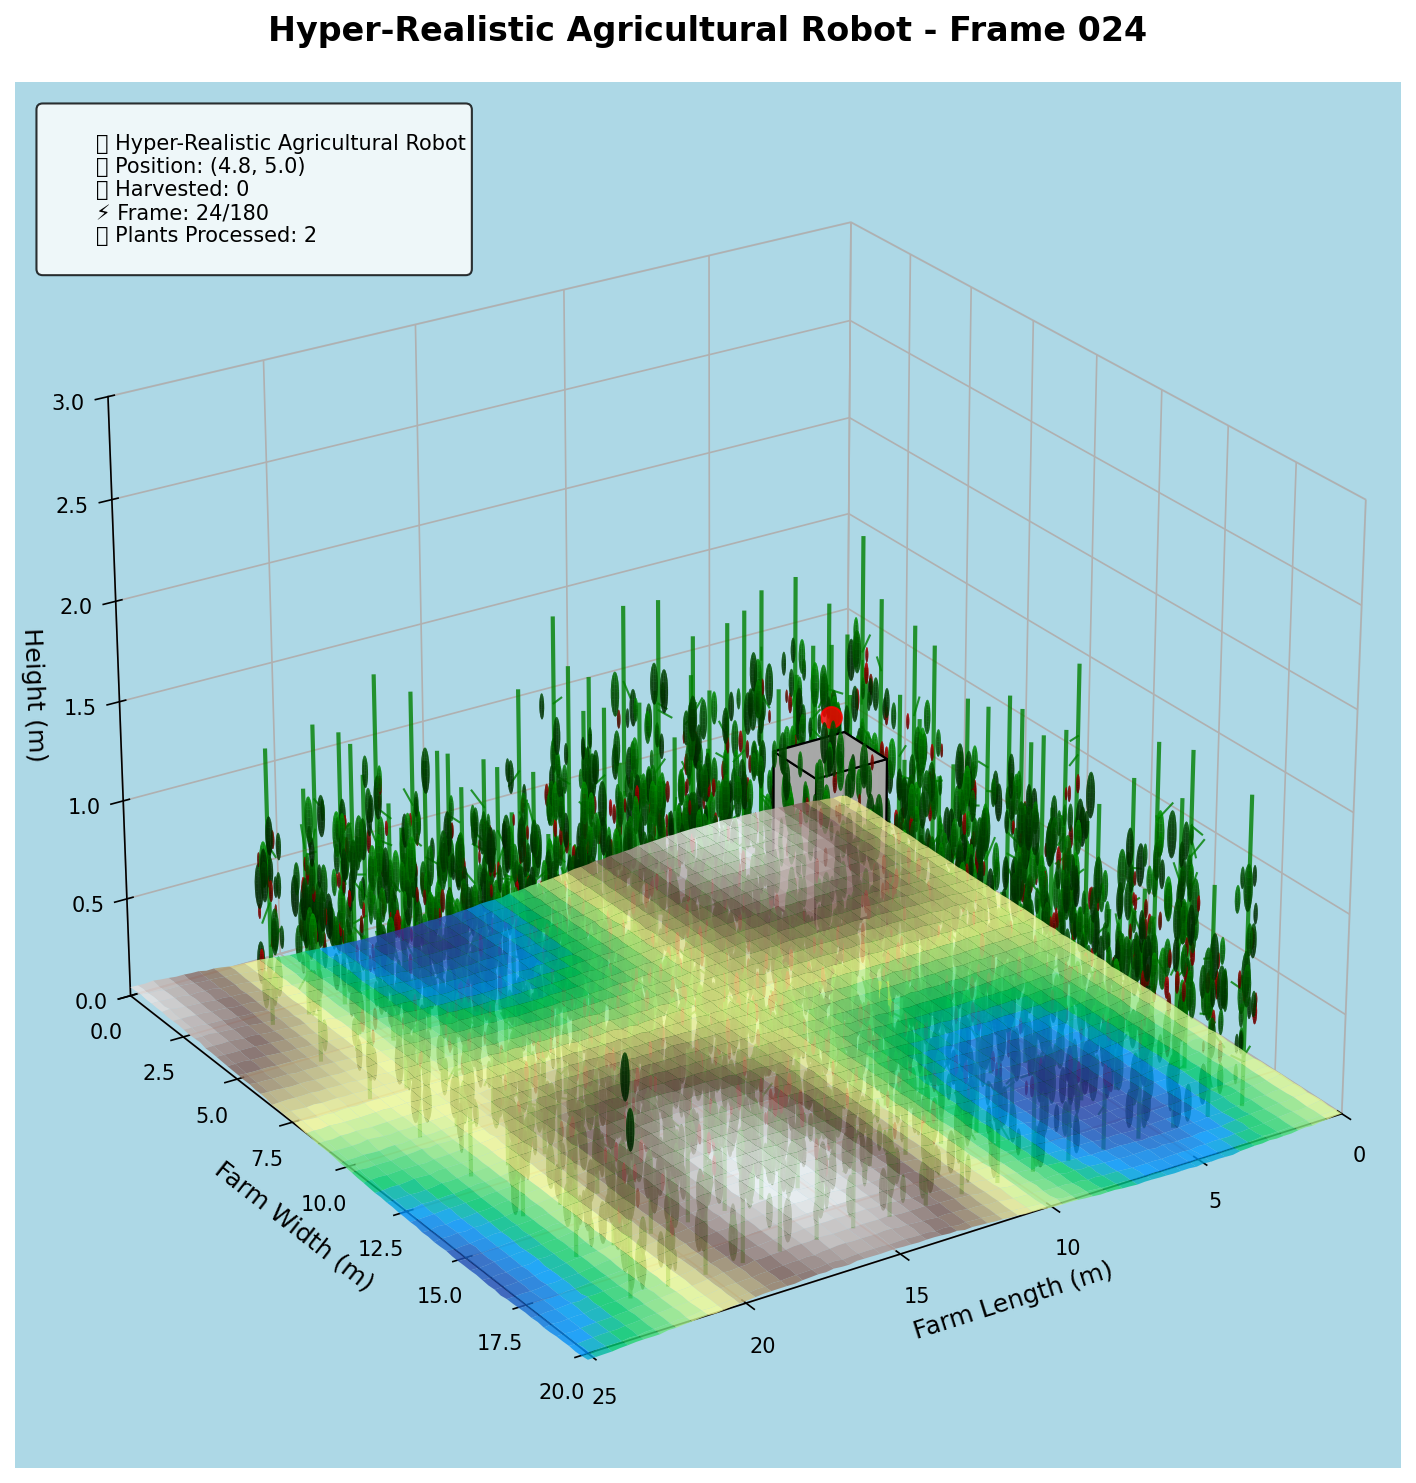 Hyper-Realistic Agricultural Robot - Frame 024
▯ Hyper-Realistic Agricultural Robot
▯ Position: (4.8, 5.0)
▯ Harvested: 0
⚡ Frame: 24/180
▯ Plants Processed: 2
3.0
2.5
2.0
1.5
1.0
0.5
0.0
Height (m)
0.0
2.5
5.0
7.5
10.0
12.5
15.0
17.5
20.0
Farm Width (m)
25
20
15
10
5
0
Farm Length (m)